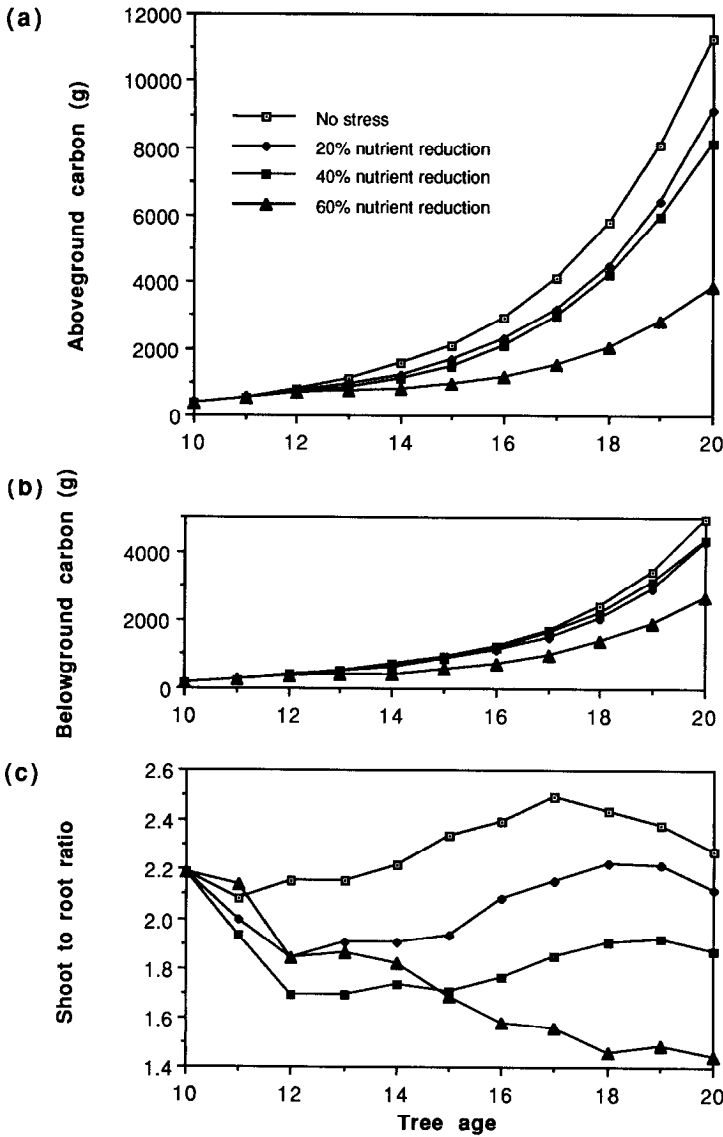 (a)
Aboveground carbon (g)
12000
10000
8000
6000
4000
2000
0
No stress
20% nutrient reduction
40% nutrient reduction
60% nutrient reduction
10 12 14 16 18 20
(b)
Belowground carbon (g)
4000
2000
0
10 12 14 16 18 20
(c)
Shoot to root ratio
2.6
2.4
2.2
2.0
1.8
1.6
1.4
10 12 14 16 18 20
Tree age